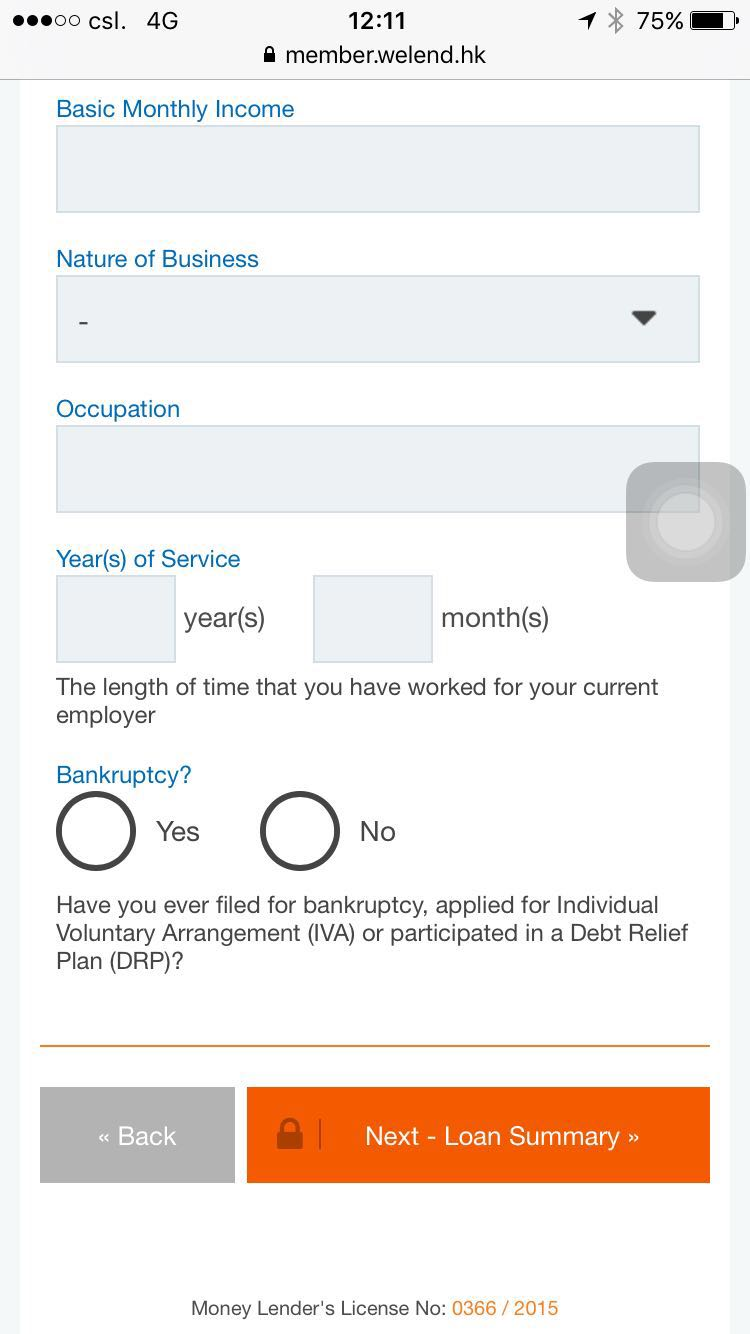 csl. 4G 12:11 75%
member.welend.hk
Basic Monthly Income
Nature of Business
-
Occupation
Year(s) of Service
year(s) month(s)
The length of time that you have worked for your current
employer
Bankruptcy?
Yes No
Have you ever filed for bankruptcy, applied for Individual
Voluntary Arrangement (IVA) or participated in a Debt Relief
Plan (DRP)?
« Back Next - Loan Summary »
Money Lender's License No: 0366 / 2015